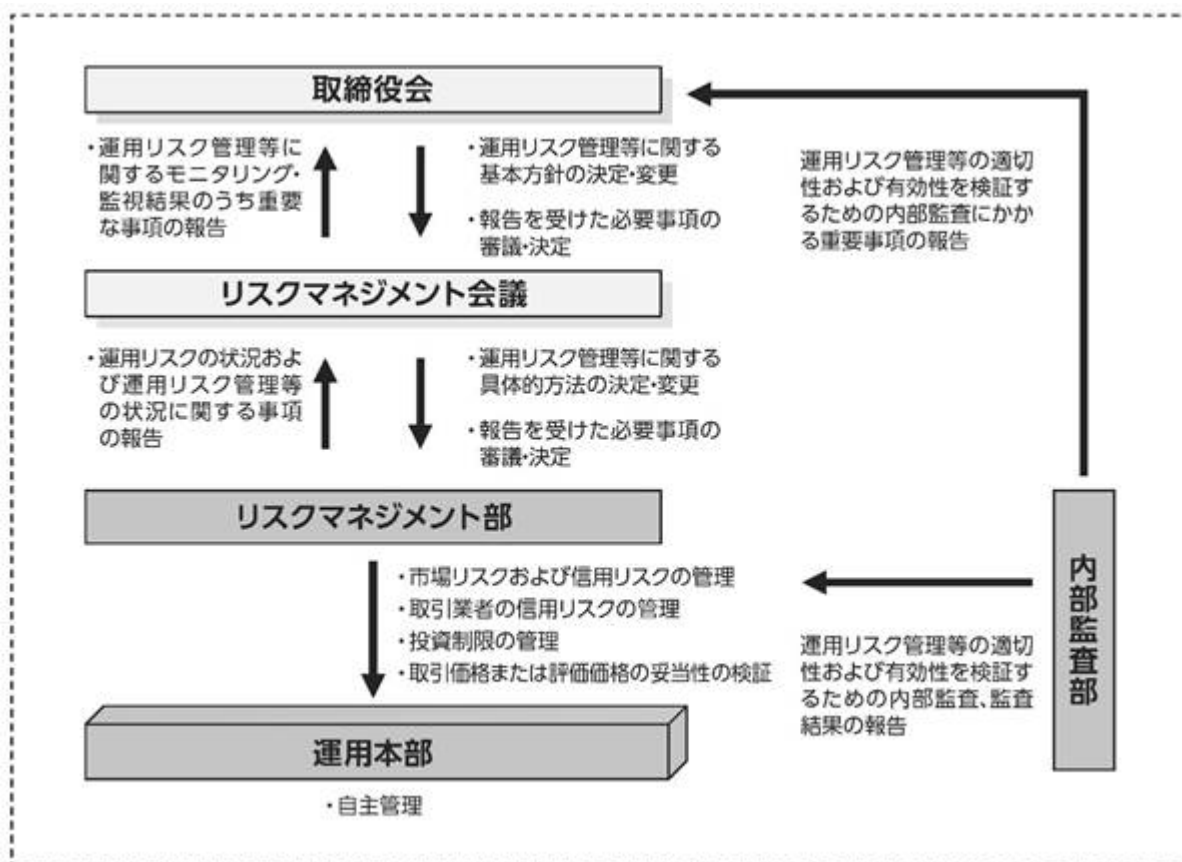 取締役会
・運用リスク管理等に
関するモニタリング・
監視結果のうち重要
な事項の報告
・運用リスク管理等に関する
基本方針の決定・変更
・報告を受けた必要事項の
審議・決定
運用リスク管理等の適切
性および有効性を検証す
るための内部監査にかか
る重要事項の報告
リスクマネジメント会議
・運用リスクの状況およ
び運用リスク管理等
の状況に関する事項
の報告
・運用リスク管理等に関する
具体的方法の決定・変更
・報告を受けた必要事項の
審議・決定
リスクマネジメント部
・市場リスクおよび信用リスクの管理
・取引業者の信用リスクの管理
・投資制限の管理
・取引価格または評価価格の妥当性の検証
運用リスク管理等の適切
性および有効性を検証す
るための内部監査、監査
結果の報告
内部監査部
運用本部
・自主管理